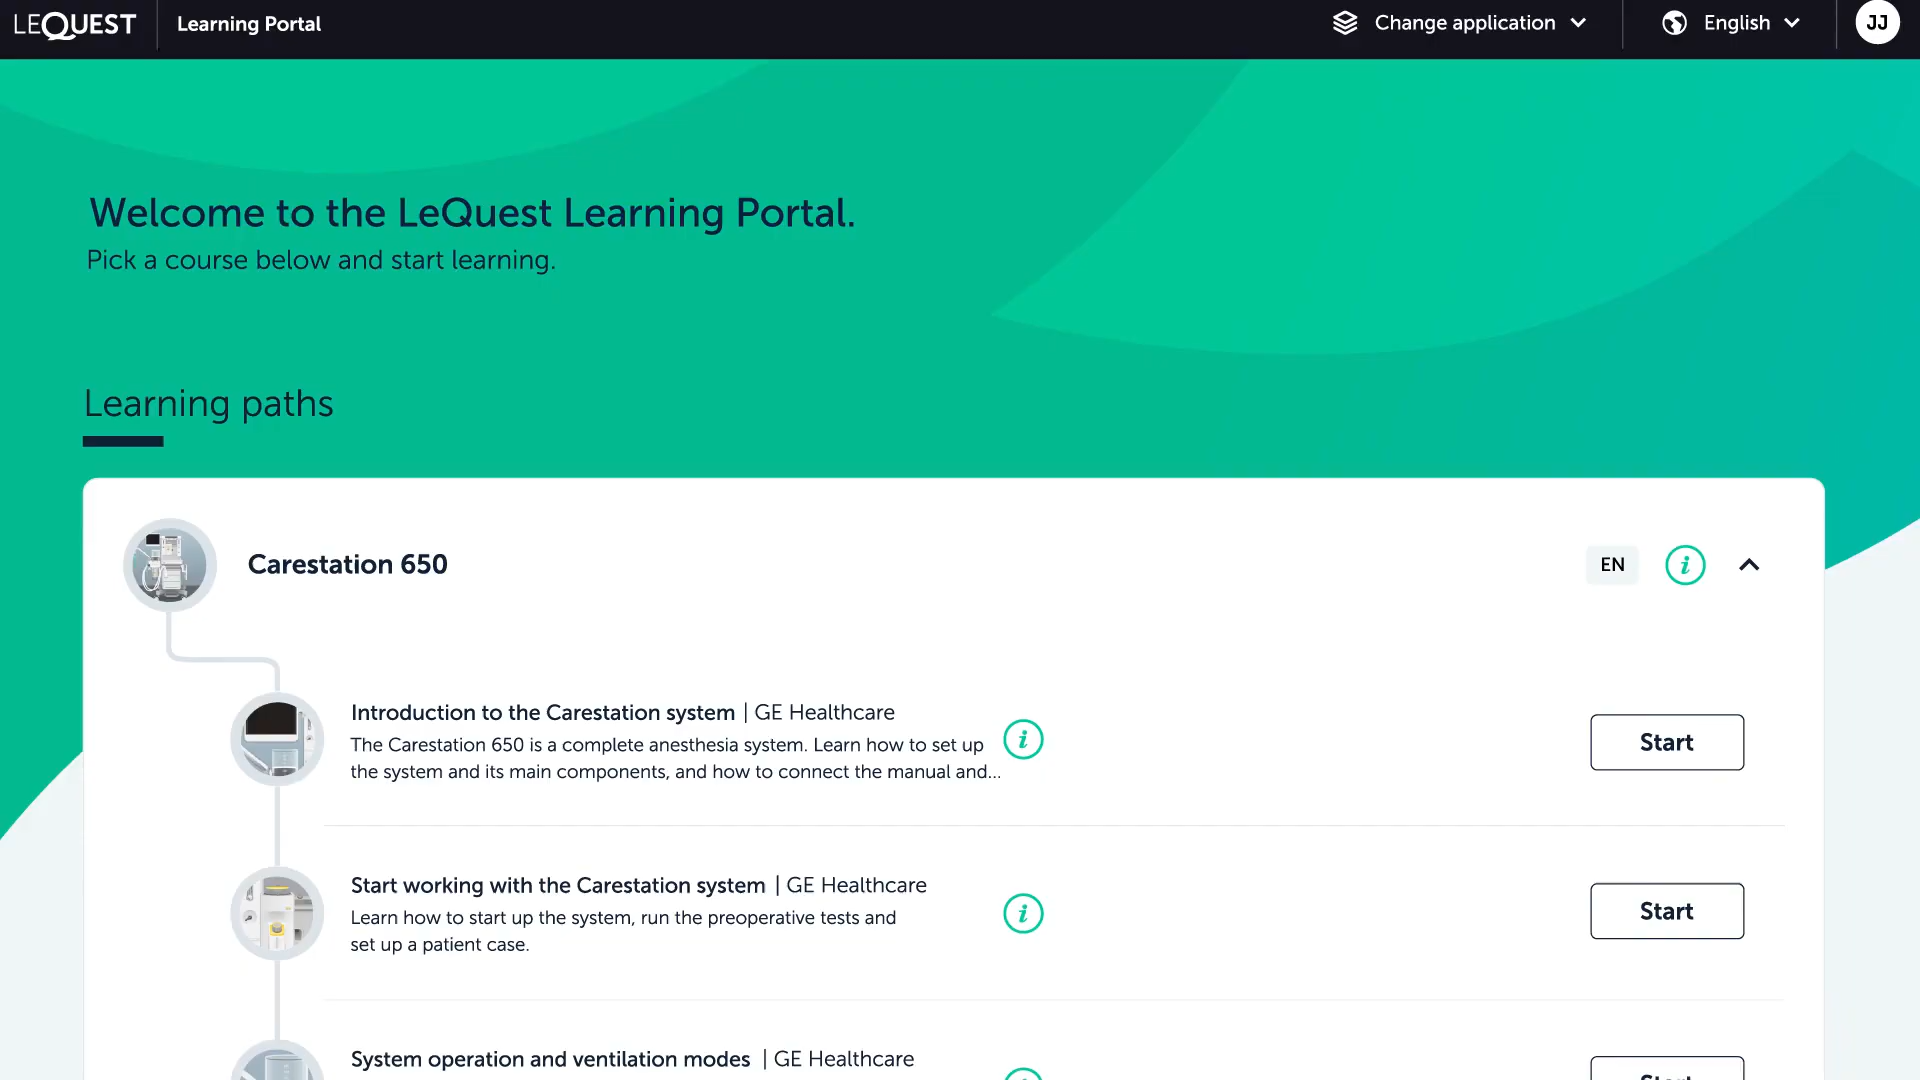 LEQUEST
Learning Portal
Change application
English
JJ
Welcome to the LeQuest Learning Portal.
Pick a course below and start learning.
Learning paths
Carestation 650
EN
i
Introduction to the Carestation system | GE Healthcare
The Carestation 650 is a complete anesthesia system. Learn how to set up
the system and its main components, and how to connect the manual and...
i
Start
Start working with the Carestation system | GE Healthcare
Learn how to start up the system, run the preoperative tests and
set up a patient case.
i
Start
System operation and ventilation modes | GE Healthcare
Start